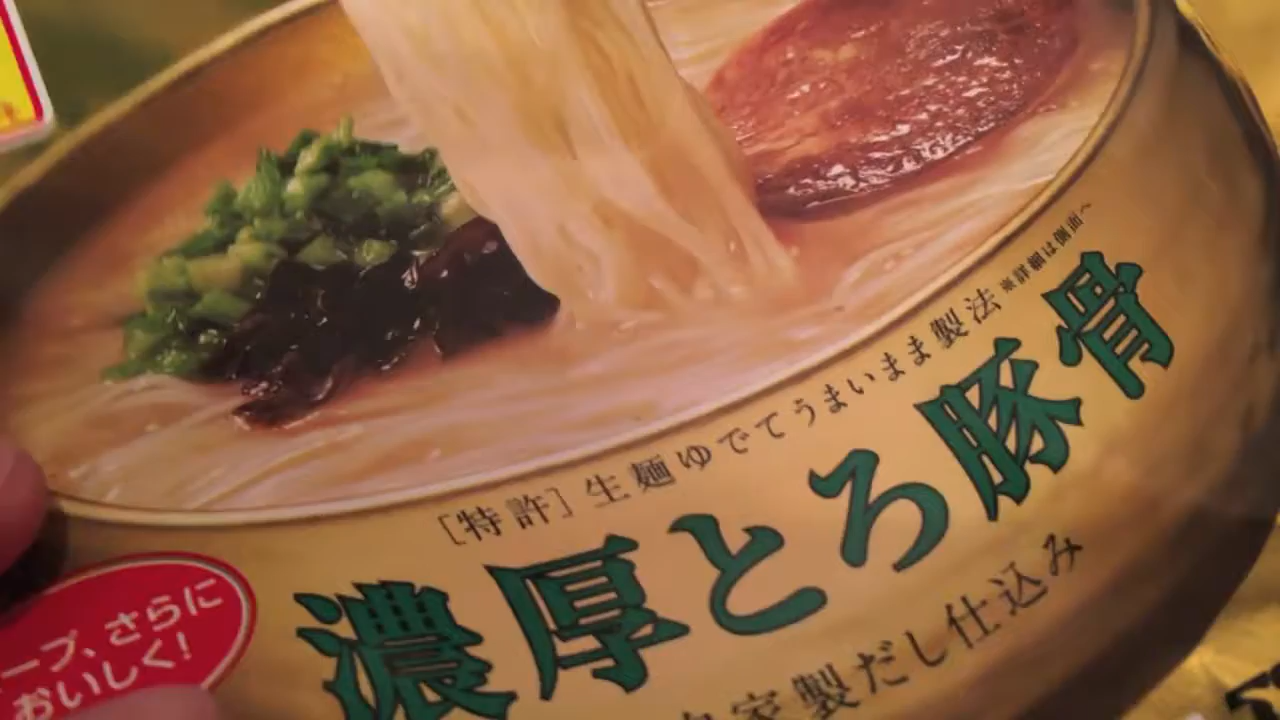 [特許]生麺ゆでてうまいまま製法 ※詳細は側面へ
濃厚とろ豚骨
家製だし仕込み
ープ、さらに
おいしく!